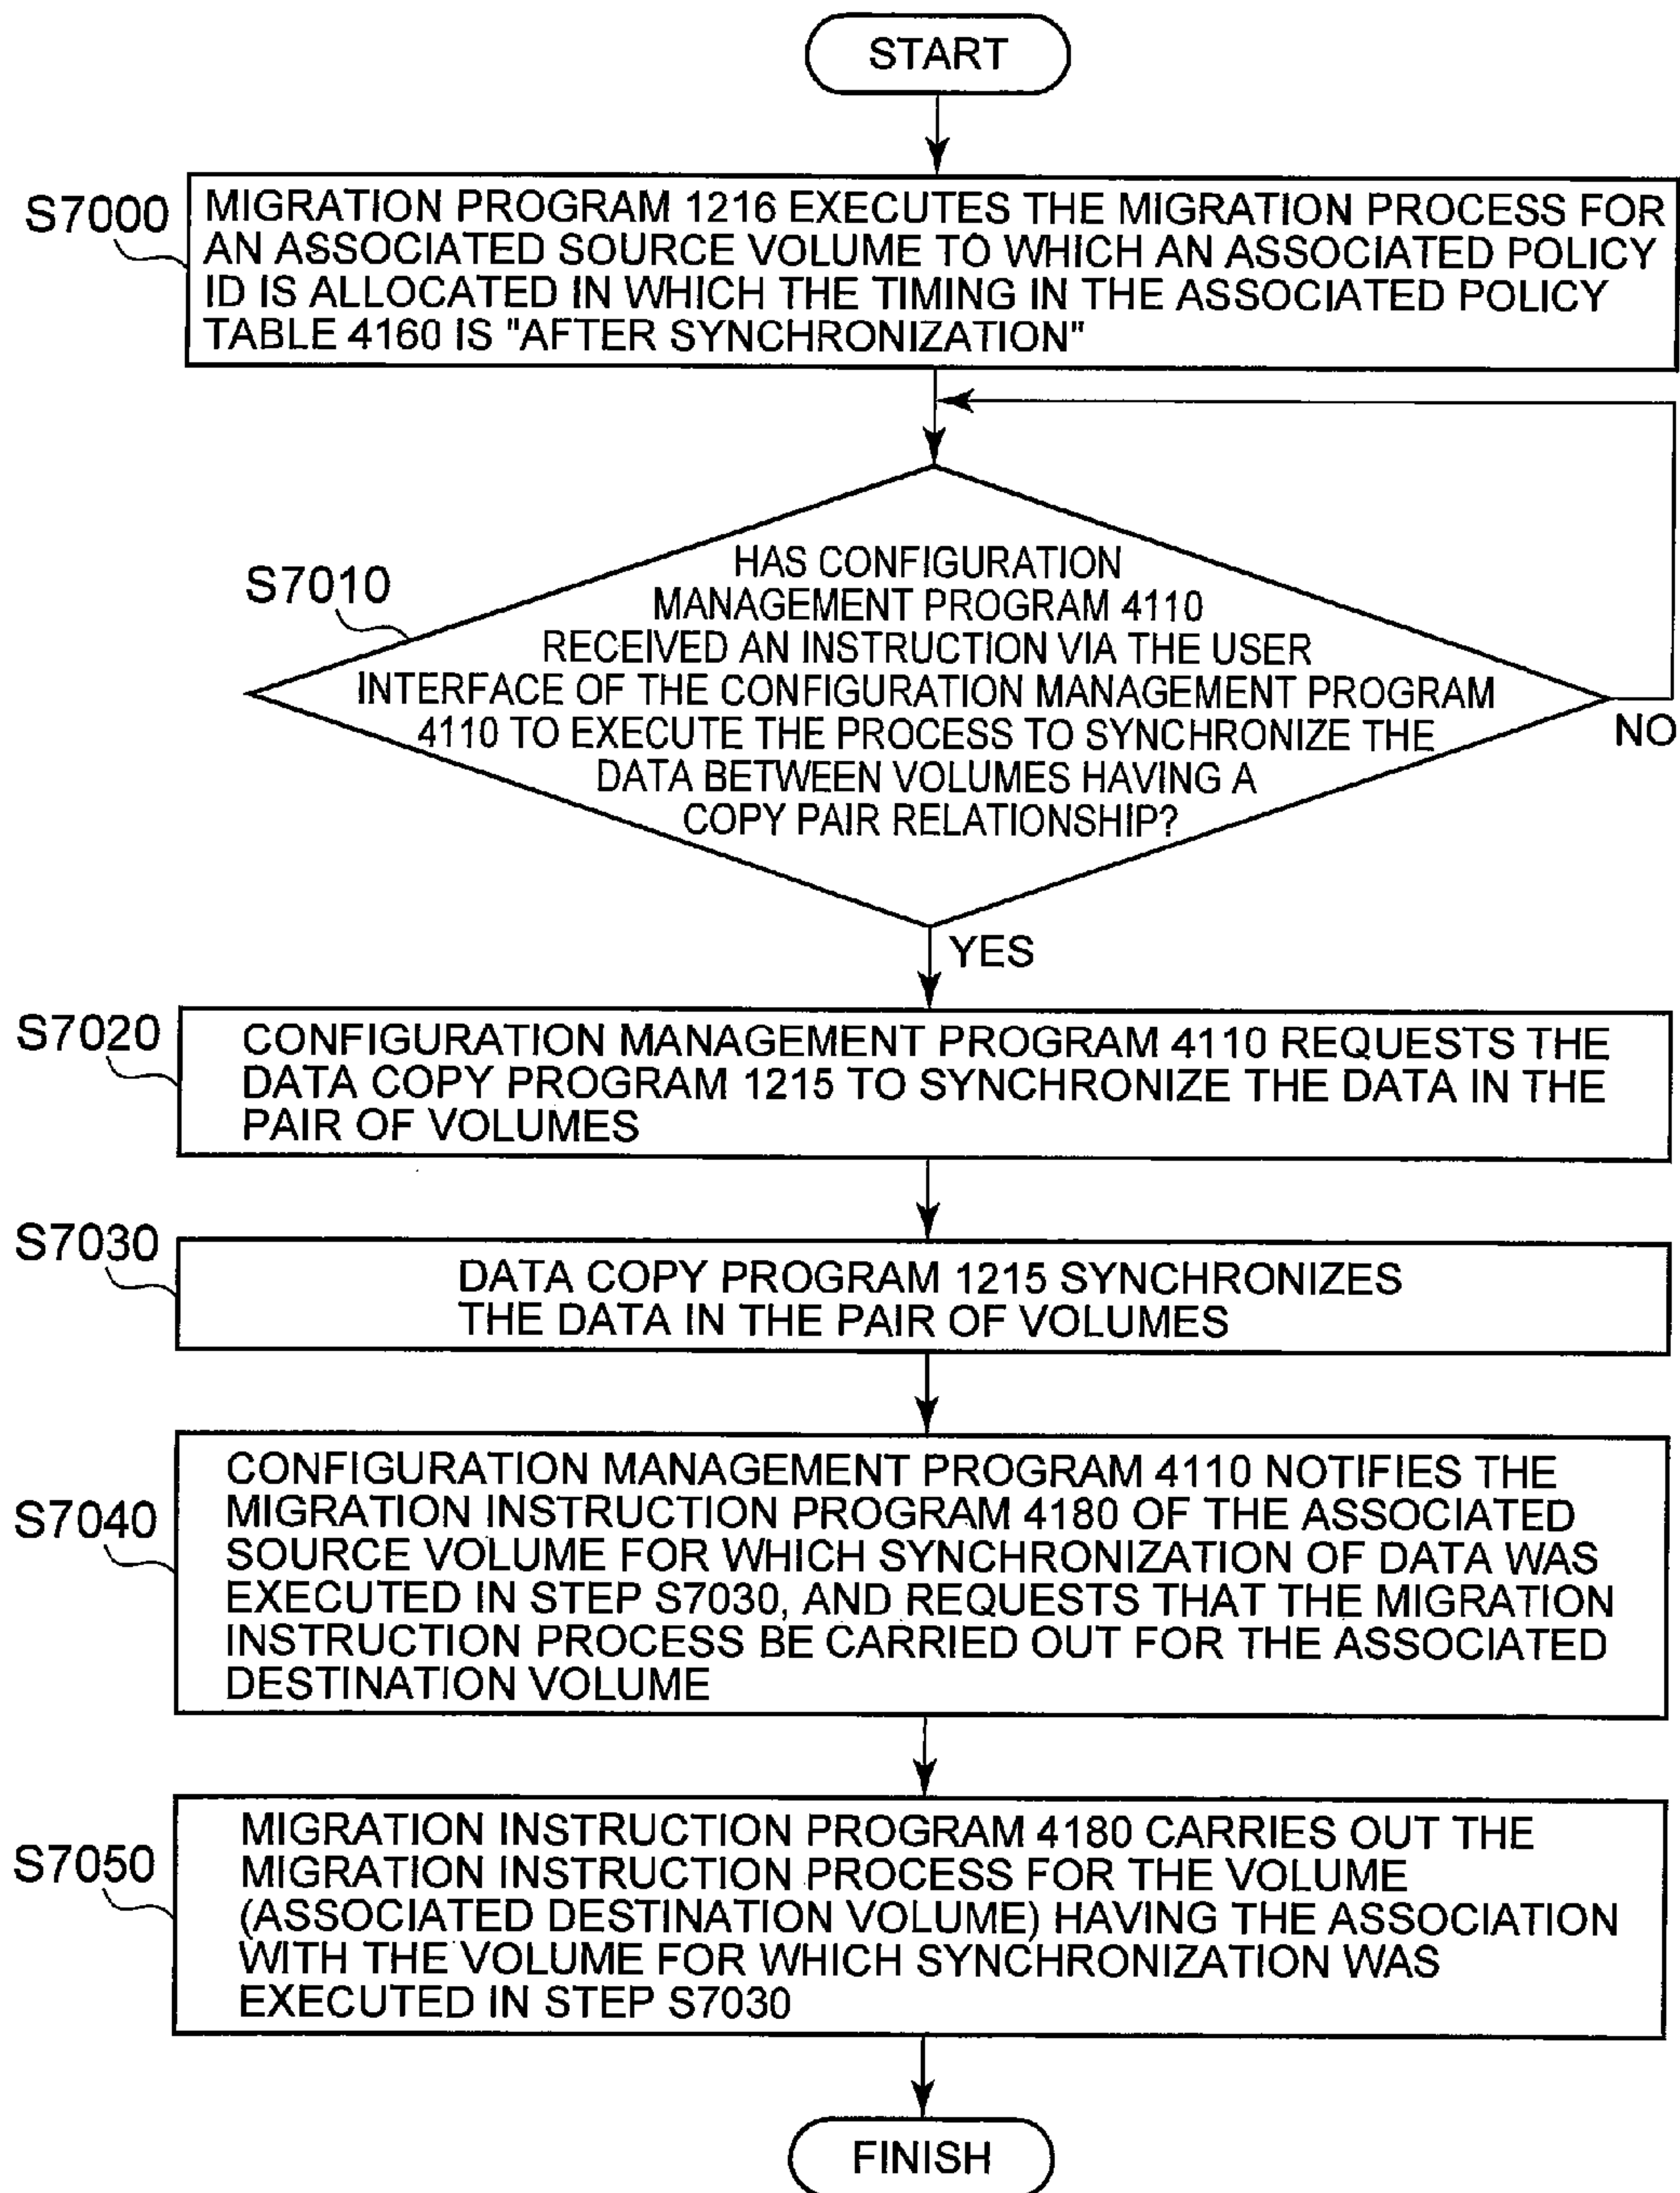 START
S7000
MIGRATION PROGRAM 1216 EXECUTES THE MIGRATION PROCESS FOR
AN ASSOCIATED SOURCE VOLUME TO WHICH AN ASSOCIATED POLICY
ID IS ALLOCATED IN WHICH THE TIMING IN THE ASSOCIATED POLICY
TABLE 4160 IS "AFTER SYNCHRONIZATION"
S7010
HAS CONFIGURATION
MANAGEMENT PROGRAM 4110
RECEIVED AN INSTRUCTION VIA THE USER
INTERFACE OF THE CONFIGURATION MANAGEMENT PROGRAM
4110 TO EXECUTE THE PROCESS TO SYNCHRONIZE THE
DATA BETWEEN VOLUMES HAVING A
COPY PAIR RELATIONSHIP?
NO
YES
S7020
CONFIGURATION MANAGEMENT PROGRAM 4110 REQUESTS THE
DATA COPY PROGRAM 1215 TO SYNCHRONIZE THE DATA IN THE
PAIR OF VOLUMES
S7030
DATA COPY PROGRAM 1215 SYNCHRONIZES
THE DATA IN THE PAIR OF VOLUMES
S7040
CONFIGURATION MANAGEMENT PROGRAM 4110 NOTIFIES THE
MIGRATION INSTRUCTION PROGRAM 4180 OF THE ASSOCIATED
SOURCE VOLUME FOR WHICH SYNCHRONIZATION OF DATA WAS
EXECUTED IN STEP S7030, AND REQUESTS THAT THE MIGRATION
INSTRUCTION PROCESS BE CARRIED OUT FOR THE ASSOCIATED
DESTINATION VOLUME
S7050
MIGRATION INSTRUCTION PROGRAM 4180 CARRIES OUT THE
MIGRATION INSTRUCTION PROCESS FOR THE VOLUME
(ASSOCIATED DESTINATION VOLUME) HAVING THE ASSOCIATION
WITH THE VOLUME FOR WHICH SYNCHRONIZATION WAS
EXECUTED IN STEP S7030
FINISH